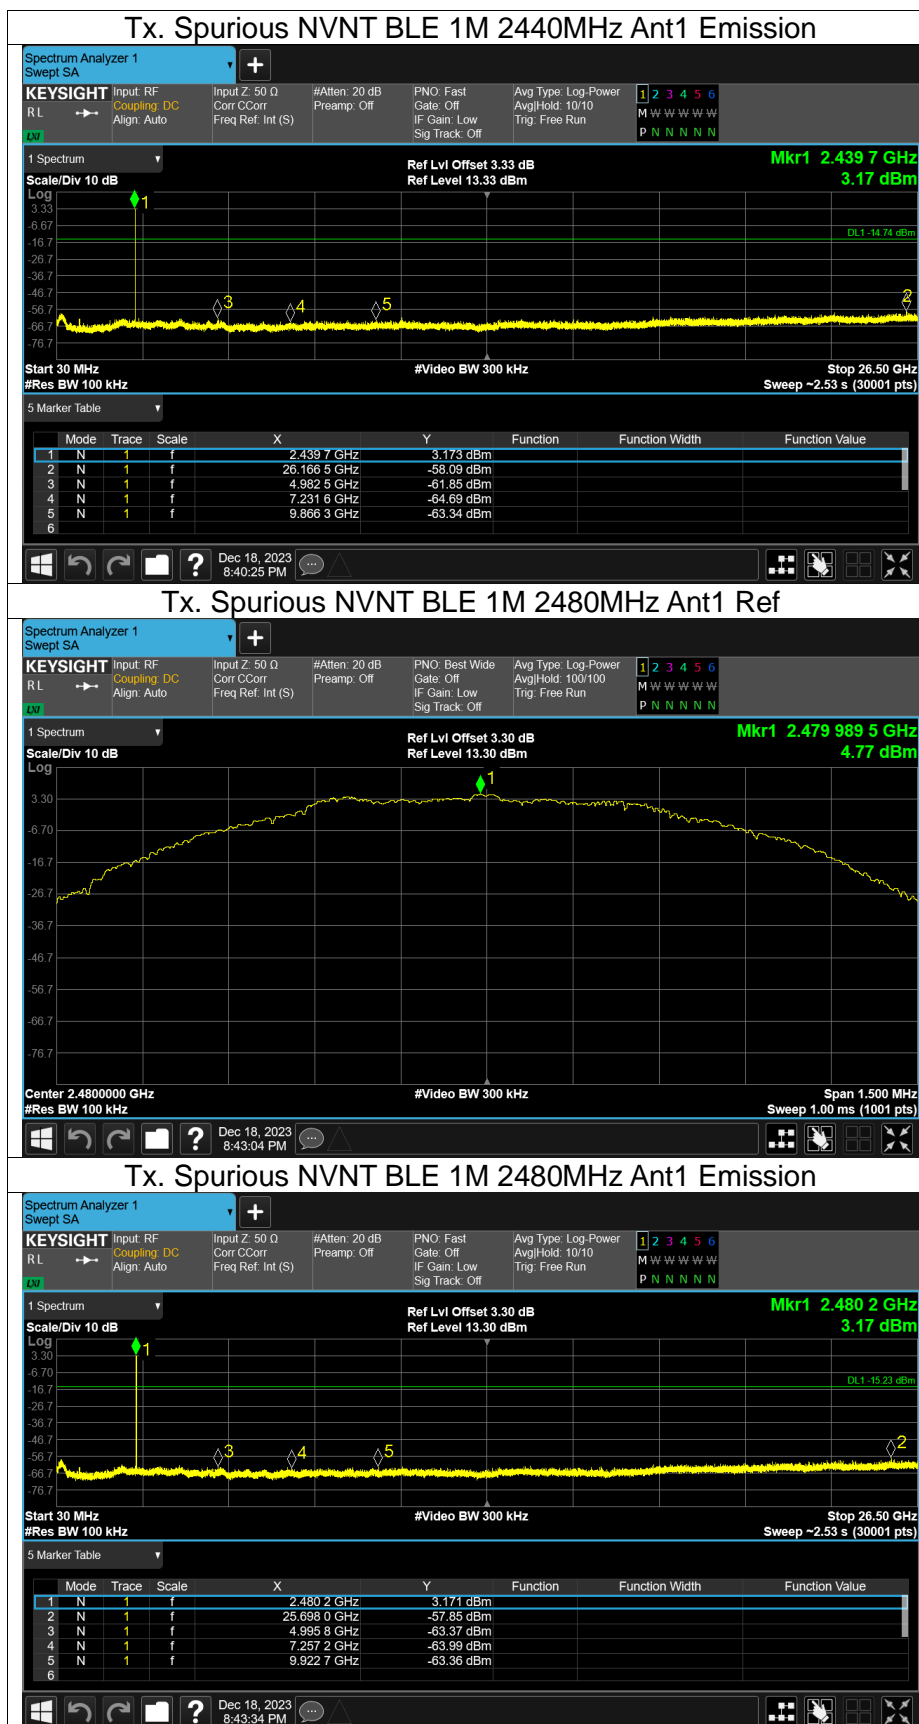 Tx. Spurious NVNT BLE 1M 2440MHz Ant1 Emission
Spectrum Analyzer 1
Swept SA
+
KEYSIGHT Input: RF Input Z: 50 Ω #Atten: 20 dB PNO: Fast Avg Type: Log-Power 1 2 3 4 5 6
R L Coupling: DC Corr CCorr Preamp: Off Gate: Off Avg|Hold: 10/10 M W W W W W
Align: Auto Freq Ref: Int (S) IF Gain: Low Trig: Free Run
LXI Sig Track: Off P N N N N N
1 Spectrum
Ref Lvl Offset 3.33 dB Mkr1 2.439 7 GHz
Scale/Div 10 dB Ref Level 13.33 dBm 3.17 dBm
Log
1
3.33
-6.67
DL1 -14.74 dBm
-16.7
-26.7
-36.7
-46.7
3 4 5 2
-56.7
-66.7
-76.7
Start 30 MHz #Video BW 300 kHz Stop 26.50 GHz
#Res BW 100 kHz Sweep ~2.53 s (30001 pts)
5 Marker Table
Mode Trace Scale X Y Function Function Width Function Value
1 N 1 f 2.439 7 GHz 3.173 dBm
2 N 1 f 26.166 5 GHz -58.09 dBm
3 N 1 f 4.982 5 GHz -61.85 dBm
4 N 1 f 7.231 6 GHz -64.69 dBm
5 N 1 f 9.866 3 GHz -63.34 dBm
6
? Dec 18, 2023
8:40:25 PM
Tx. Spurious NVNT BLE 1M 2480MHz Ant1 Ref
Spectrum Analyzer 1
Swept SA
+
KEYSIGHT Input: RF Input Z: 50 Ω #Atten: 20 dB PNO: Best Wide Avg Type: Log-Power 1 2 3 4 5 6
R L Coupling: DC Corr CCorr Preamp: Off Gate: Off Avg|Hold: 100/100 M W W W W W
Align: Auto Freq Ref: Int (S) IF Gain: Low Trig: Free Run
LXI Sig Track: Off P N N N N N
1 Spectrum
Ref Lvl Offset 3.30 dB Mkr1 2.479 989 5 GHz
Scale/Div 10 dB Ref Level 13.30 dBm 4.77 dBm
Log
1
3.30
-6.70
-16.7
-26.7
-36.7
-46.7
-56.7
-66.7
-76.7
Center 2.4800000 GHz #Video BW 300 kHz Span 1.500 MHz
#Res BW 100 kHz Sweep 1.00 ms (1001 pts)
? Dec 18, 2023
8:43:04 PM
Tx. Spurious NVNT BLE 1M 2480MHz Ant1 Emission
Spectrum Analyzer 1
Swept SA
+
KEYSIGHT Input: RF Input Z: 50 Ω #Atten: 20 dB PNO: Fast Avg Type: Log-Power 1 2 3 4 5 6
R L Coupling: DC Corr CCorr Preamp: Off Gate: Off Avg|Hold: 10/10 M W W W W W
Align: Auto Freq Ref: Int (S) IF Gain: Low Trig: Free Run
LXI Sig Track: Off P N N N N N
1 Spectrum
Ref Lvl Offset 3.30 dB Mkr1 2.480 2 GHz
Scale/Div 10 dB Ref Level 13.30 dBm 3.17 dBm
Log
1
3.30
-6.70
DL1 -15.23 dBm
-16.7
-26.7
-36.7
-46.7
3 4 5 2
-56.7
-66.7
-76.7
Start 30 MHz #Video BW 300 kHz Stop 26.50 GHz
#Res BW 100 kHz Sweep ~2.53 s (30001 pts)
5 Marker Table
Mode Trace Scale X Y Function Function Width Function Value
1 N 1 f 2.480 2 GHz 3.171 dBm
2 N 1 f 25.698 0 GHz -57.85 dBm
3 N 1 f 4.995 8 GHz -63.37 dBm
4 N 1 f 7.257 2 GHz -63.99 dBm
5 N 1 f 9.922 7 GHz -63.36 dBm
6
? Dec 18, 2023
8:43:34 PM